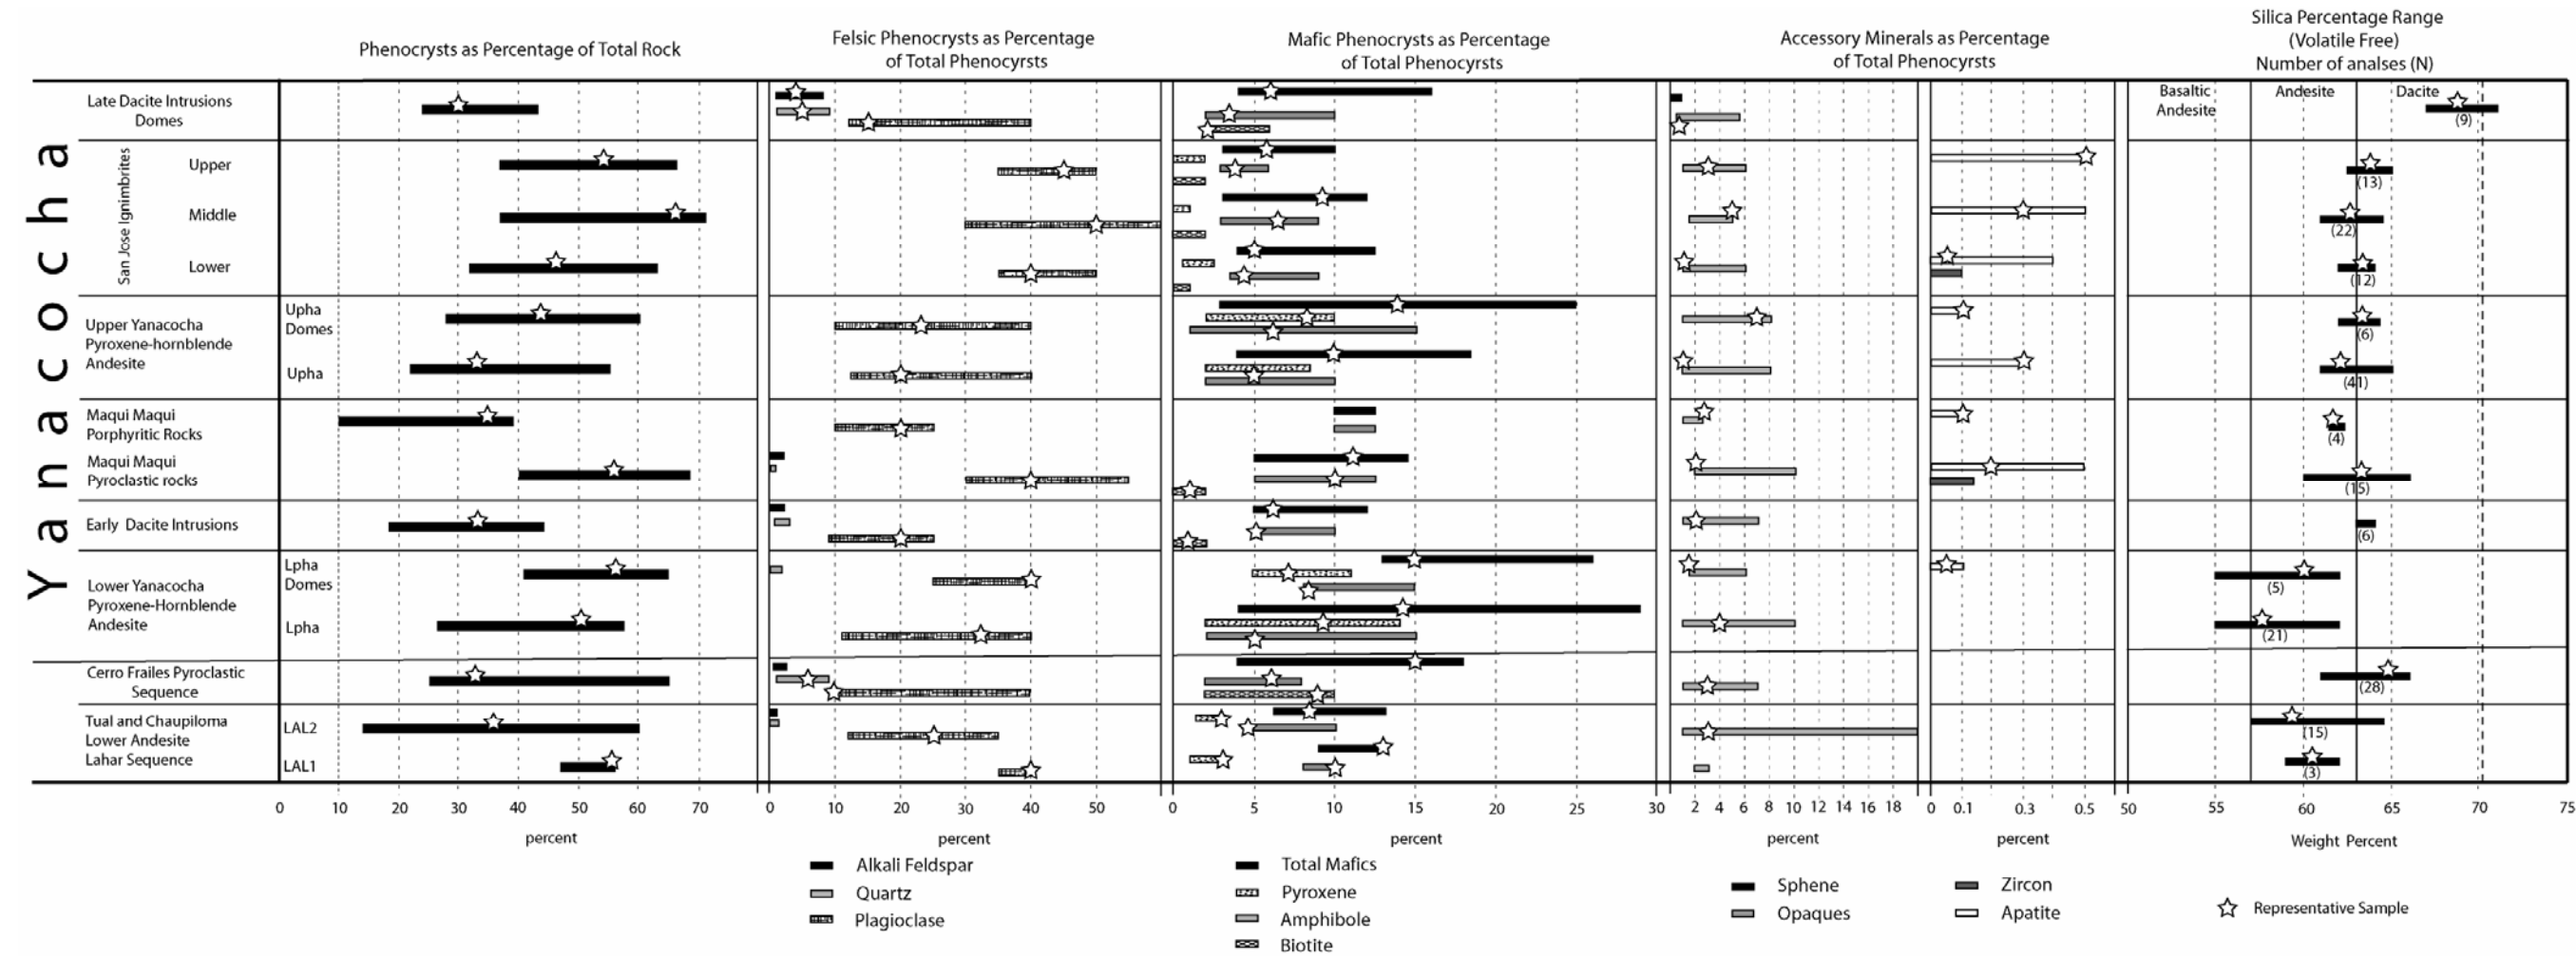 Phenocrysts as Percentage of Total Rock
Felsic Phenocrysts as Percentage
of Total Phenocyrsts
Mafic Phenocrysts as Percentage
of Total Phenocyrsts
Accessory Minerals as Percentage
of Total Phenocyrsts
Silica Percentage Range
(Volatile Free)
Number of analses (N)
Yanacocha
Late Dacite Intrusions
Domes
Basaltic
Andesite
Andesite
Dacite
(9)
San Jose Ignimbrites
Upper
(13)
Middle
(22)
Lower
(12)
Upper Yanacocha
Pyroxene-hornblende
Andesite
Upha
Domes
(6)
Upha
(41)
Maqui Maqui
Porphyritic Rocks
(4)
Maqui Maqui
Pyroclastic rocks
(15)
Early Dacite Intrusions
(6)
Lower Yanacocha
Pyroxene-Hornblende
Andesite
Lpha
Domes
(5)
Lpha
(21)
Cerro Frailes Pyroclastic
Sequence
(28)
Tual and Chaupiloma
Lower Andesite
Lahar Sequence
LAL2
(15)
LAL1
(3)
0 10 20 30 40 50 60 70
0 10 20 30 40 50
0 5 10 15 20 25 30
2 4 6 8 10 12 14 16 18
0 0.1 0.3 0.5
50 55 60 65 70 75
percent
percent
percent
percent
percent
Weight Percent
Alkali Feldspar
Quartz
Plagioclase
Total Mafics
Pyroxene
Amphibole
Biotite
Sphene
Opaques
Zircon
Apatite
Representative Sample